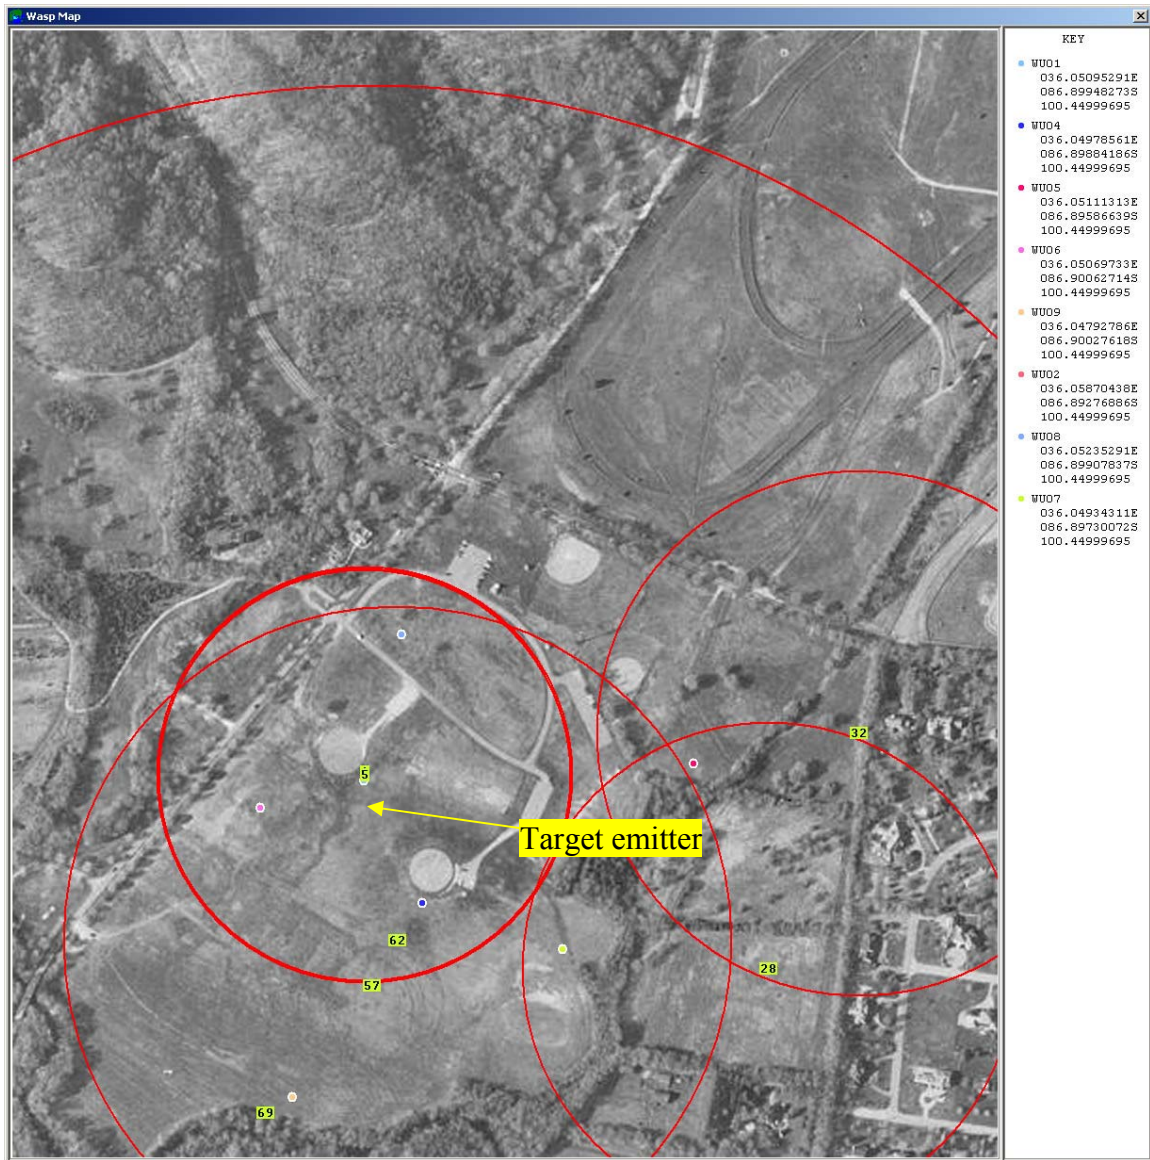 Wasp Map
KEY
WU01
036.05095291E
086.89948273S
100.44999695
WU04
036.04978561E
086.89884186S
100.44999695
WU05
036.05111313E
086.89586639S
100.44999695
WU06
036.05069733E
086.90062714S
100.44999695
WU09
036.04792786E
086.90027618S
100.44999695
WU02
036.05870438E
086.89276886S
100.44999695
WU08
036.05235291E
086.89907837S
100.44999695
WU07
036.04934311E
086.89730072S
100.44999695
32
5
Target emitter
62
28
57
69